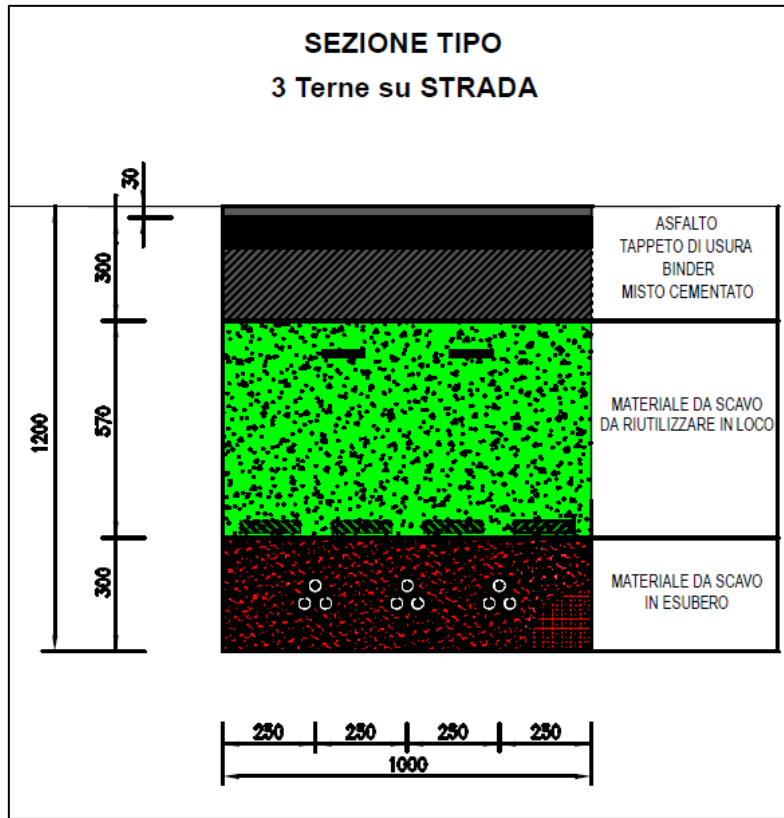 SEZIONE TIPO
3 Terne su STRADA
30
300
570
300
1200
ASFALTO
TAPPETO DI USURA
BINDER
MISTO CEMENTATO
MATERIALE DA SCAVO
DA RIUTILIZZARE IN LOCO
MATERIALE DA SCAVO
IN ESUBERO
250 250 250 250
1000